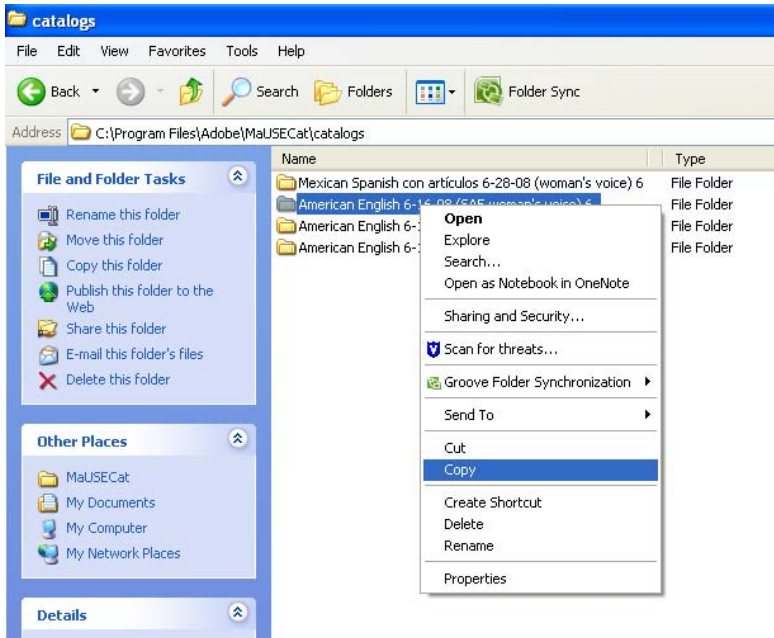 catalogs
File Edit View Favorites Tools Help
Back Search Folders Folder Sync
Address C:\Program Files\Adobe\MaUSECat\catalogs
Name Type
File and Folder Tasks
Rename this folder
Move this folder
Copy this folder
Publish this folder to the
Web
Share this folder
E-mail this folder's files
Delete this folder
Other Places
MaUSECat
My Documents
My Computer
My Network Places
Details
Mexican Spanish con artículos 6-28-08 (woman's voice) 6 File Folder
American English 6-16-08 (SAE woman's voice) 6 File Folder
American English 6- File Folder
American English 6- File Folder
Open
Explore
Search...
Open as Notebook in OneNote
Sharing and Security...
Scan for threats...
Groove Folder Synchronization
Send To
Cut
Copy
Create Shortcut
Delete
Rename
Properties